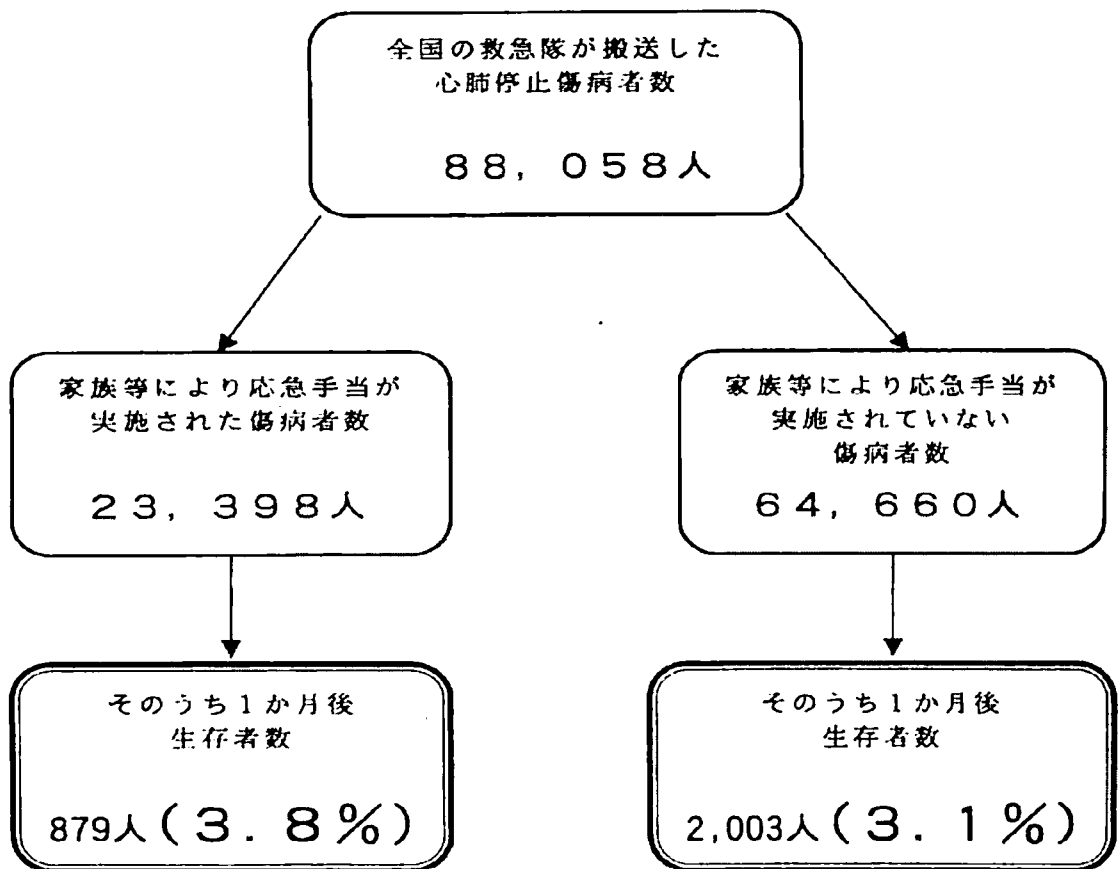 全国の救急隊が搬送した
心肺停止傷病者数
88,058人
家族等により応急手当が
実施された傷病者数
23,398人
家族等により応急手当が
実施されていない
傷病者数
64,660人
そのうち1か月後
生存者数
879人(3.8%)
そのうち1か月後
生存者数
2,003人(3.1%)